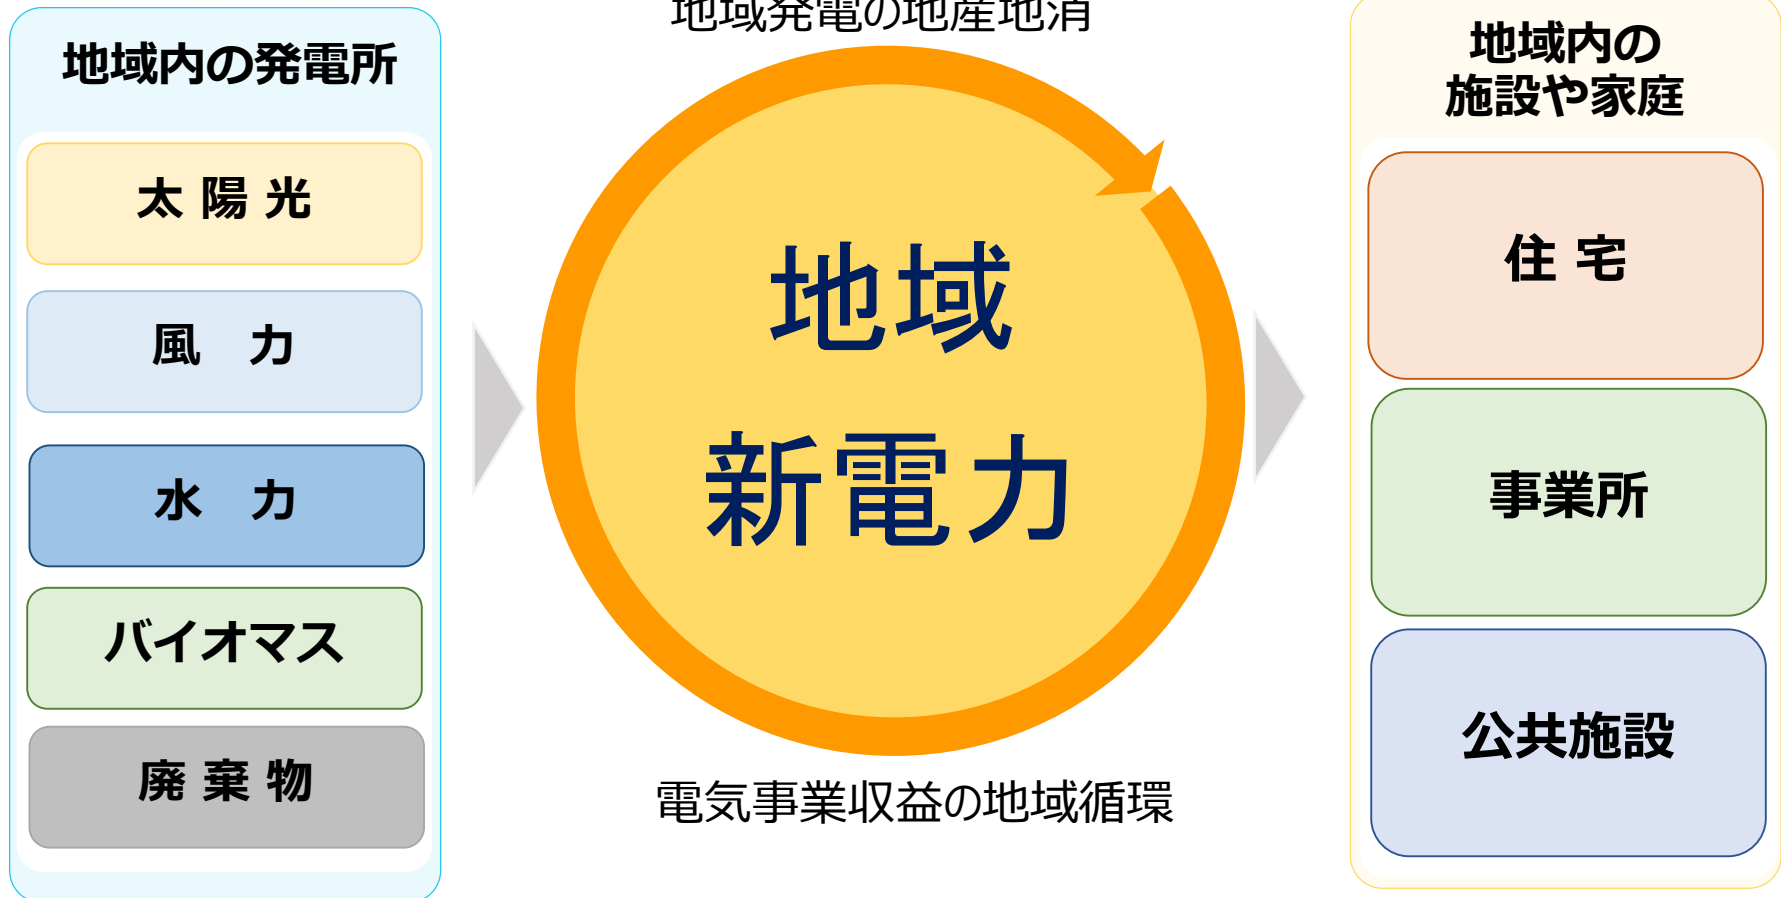 地域内の発電所
太陽光
風 力
水 力
バイオマス
廃棄物
地域発電の地産地消
地域
新電力
電気事業収益の地域循環
地域内の
施設や家庭
住宅
事業所
公共施設